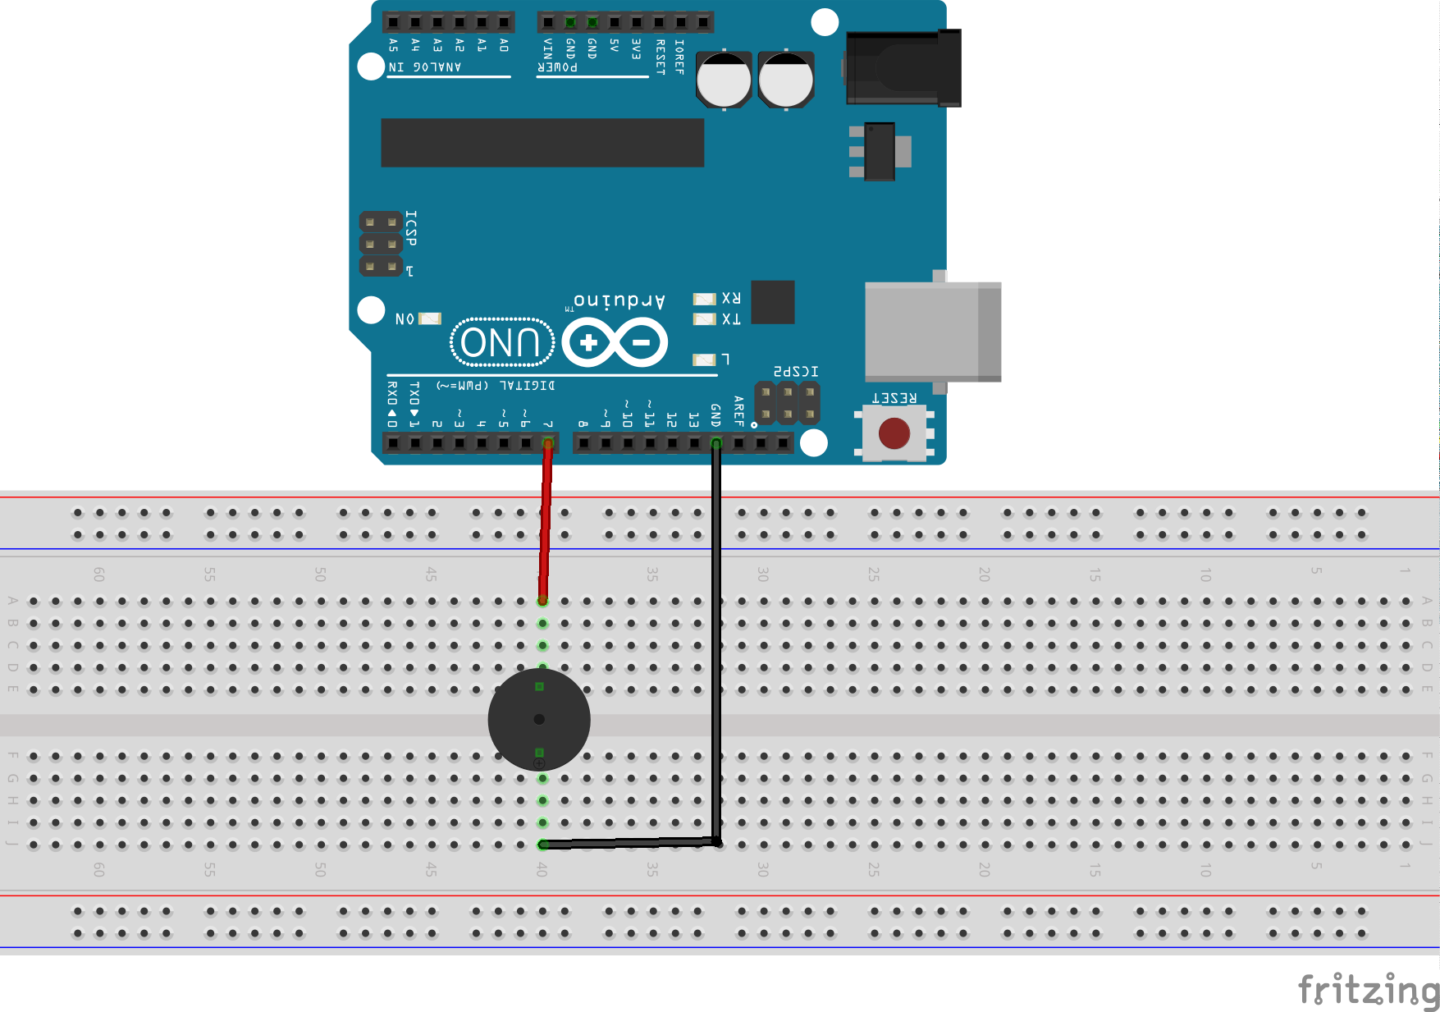 A5 A4 A3 A2 A1 A0
ANALOG IN
VIN GND GND 5V 3V3 RESET IOREF
POWER
ICSP
1
ON
UNO
Arduino™
RX
TX
L
ICSP2
RESET
DIGITAL (PWM=~)
RX0◄0 TX0►1 2 ~3 4 ~5 ~6 7 8 ~9 ~10 ~11 12 13 GND AREF
60 55 50 45 35 30 25 20 15 10 5 1
A A
B B
C C
D D
E E
F F
G G
H H
I I
J J
60 55 50 45 40 35 30 25 20 15 10 5 1
fritzing